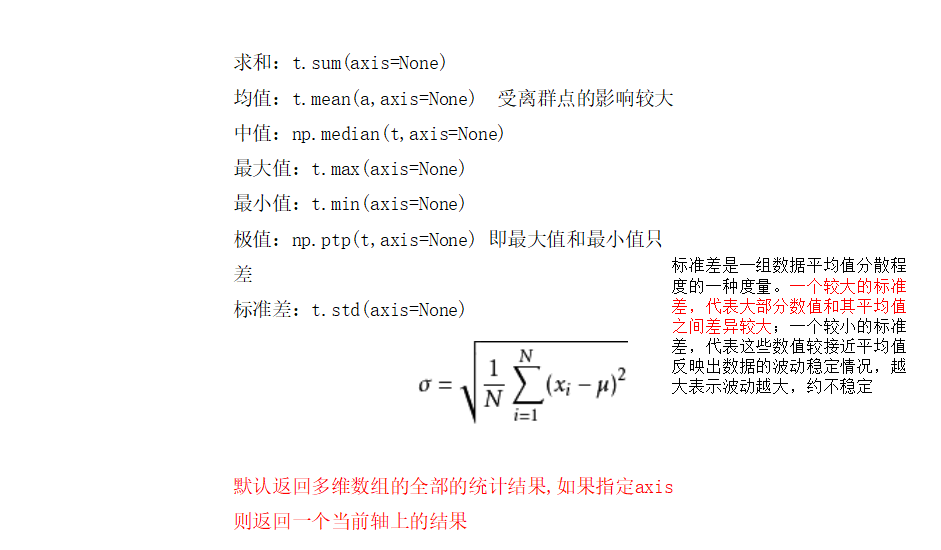 求和：t.sum(axis=None)
均值：t.mean(a,axis=None)  受离群点的影响较大
中值：np.median(t,axis=None)
最大值：t.max(axis=None)
最小值：t.min(axis=None)
极值：np.ptp(t,axis=None) 即最大值和最小值只
差
标准差：t.std(axis=None)
标准差是一组数据平均值分散程
度的一种度量。一个较大的标准
差，代表大部分数值和其平均值
之间差异较大；一个较小的标准
差，代表这些数值较接近平均值
反映出数据的波动稳定情况，越
大表示波动越大，约不稳定
σ = √(1/N ∑_{i=1}^{N} (x_i − μ)^2)
默认返回多维数组的全部的统计结果,如果指定axis
则返回一个当前轴上的结果